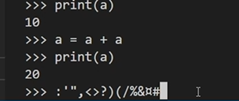 >>> print(a)
10
>>> a = a + a
>>> print(a)
20
>>> :'",<>?)(/%&¤#